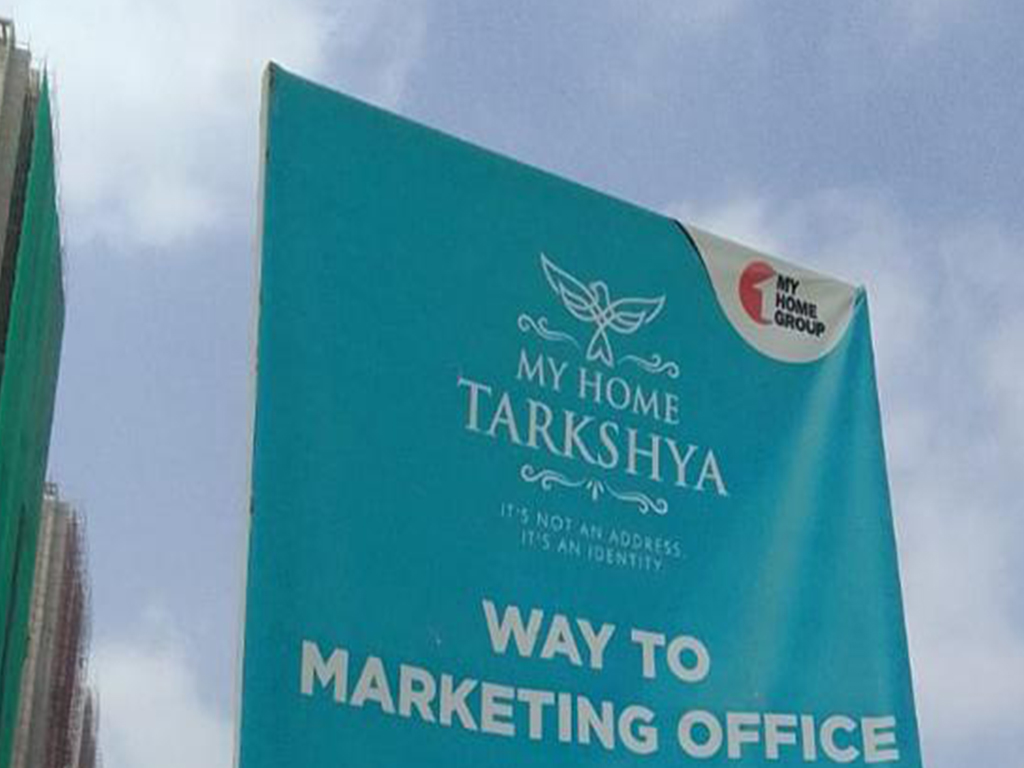 MY
HOME
GROUP
MY HOME
TARKSHYA
IT'S NOT AN ADDRESS
IT'S AN IDENTITY
WAY TO
MARKETING OFFICE